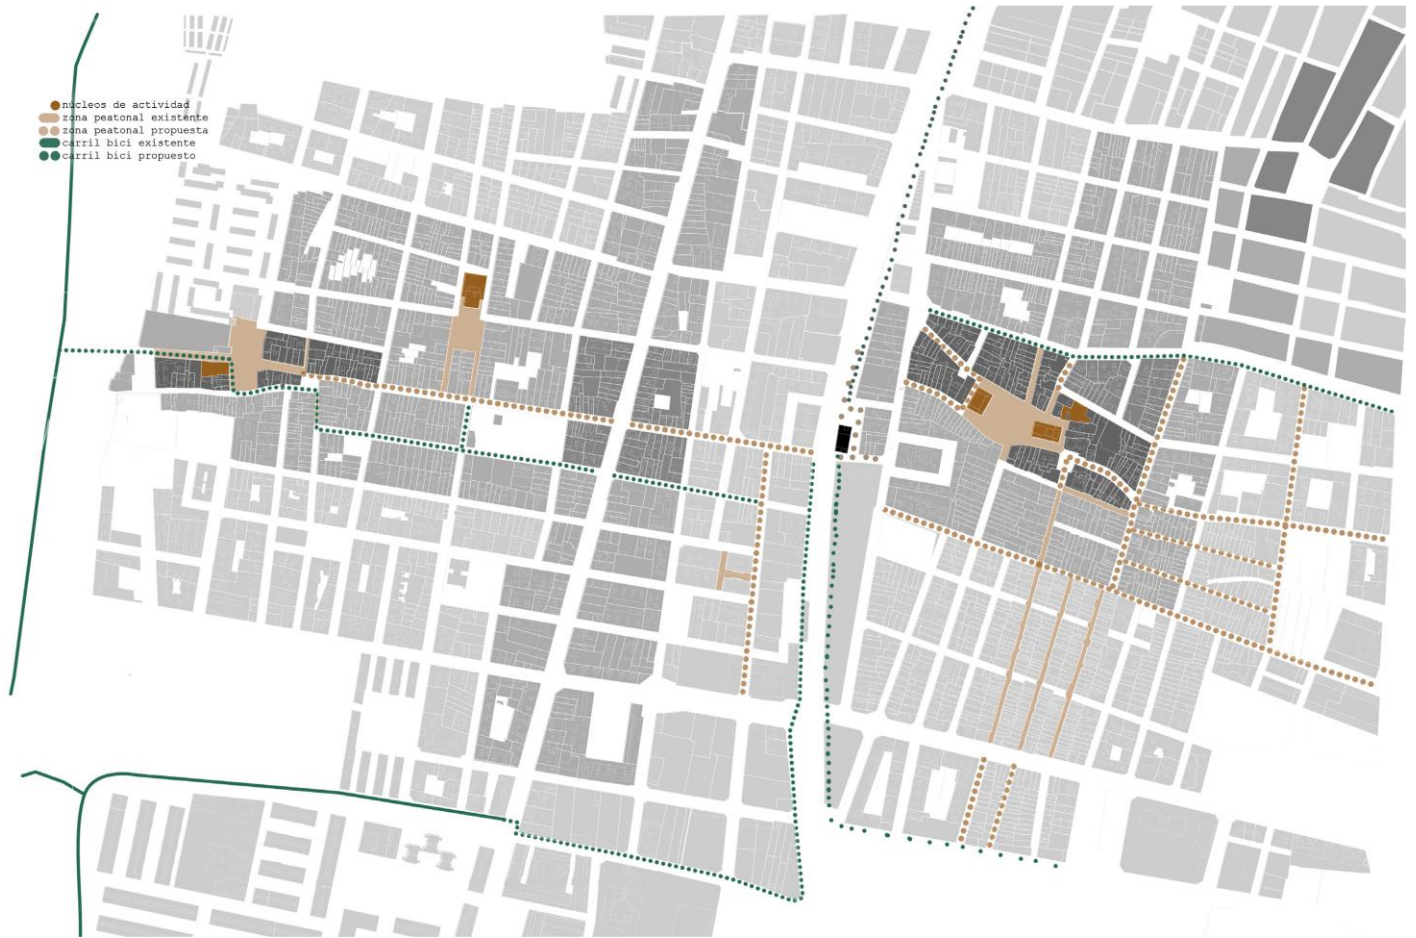 núcleos de actividad
zona peatonal existente
zona peatonal propuesta
carril bici existente
carril bici propuesto